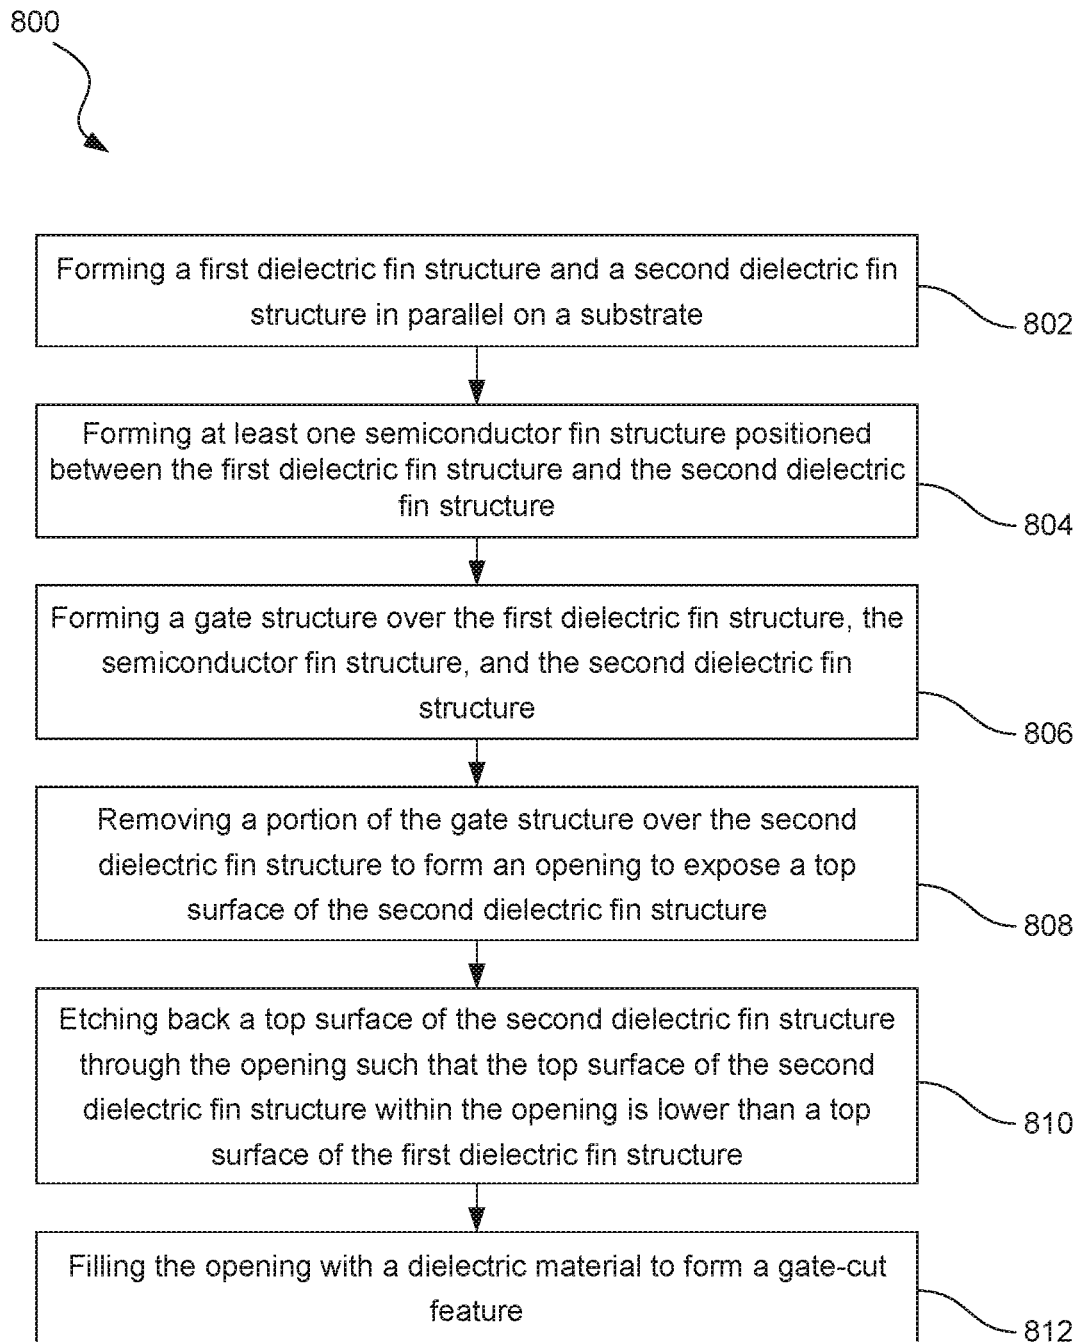 800
Forming a first dielectric fin structure and a second dielectric fin
structure in parallel on a substrate
802
Forming at least one semiconductor fin structure positioned
between the first dielectric fin structure and the second dielectric
fin structure
804
Forming a gate structure over the first dielectric fin structure, the
semiconductor fin structure, and the second dielectric fin
structure
806
Removing a portion of the gate structure over the second
dielectric fin structure to form an opening to expose a top
surface of the second dielectric fin structure
808
Etching back a top surface of the second dielectric fin structure
through the opening such that the top surface of the second
dielectric fin structure within the opening is lower than a top
surface of the first dielectric fin structure
810
Filling the opening with a dielectric material to form a gate-cut
feature
812